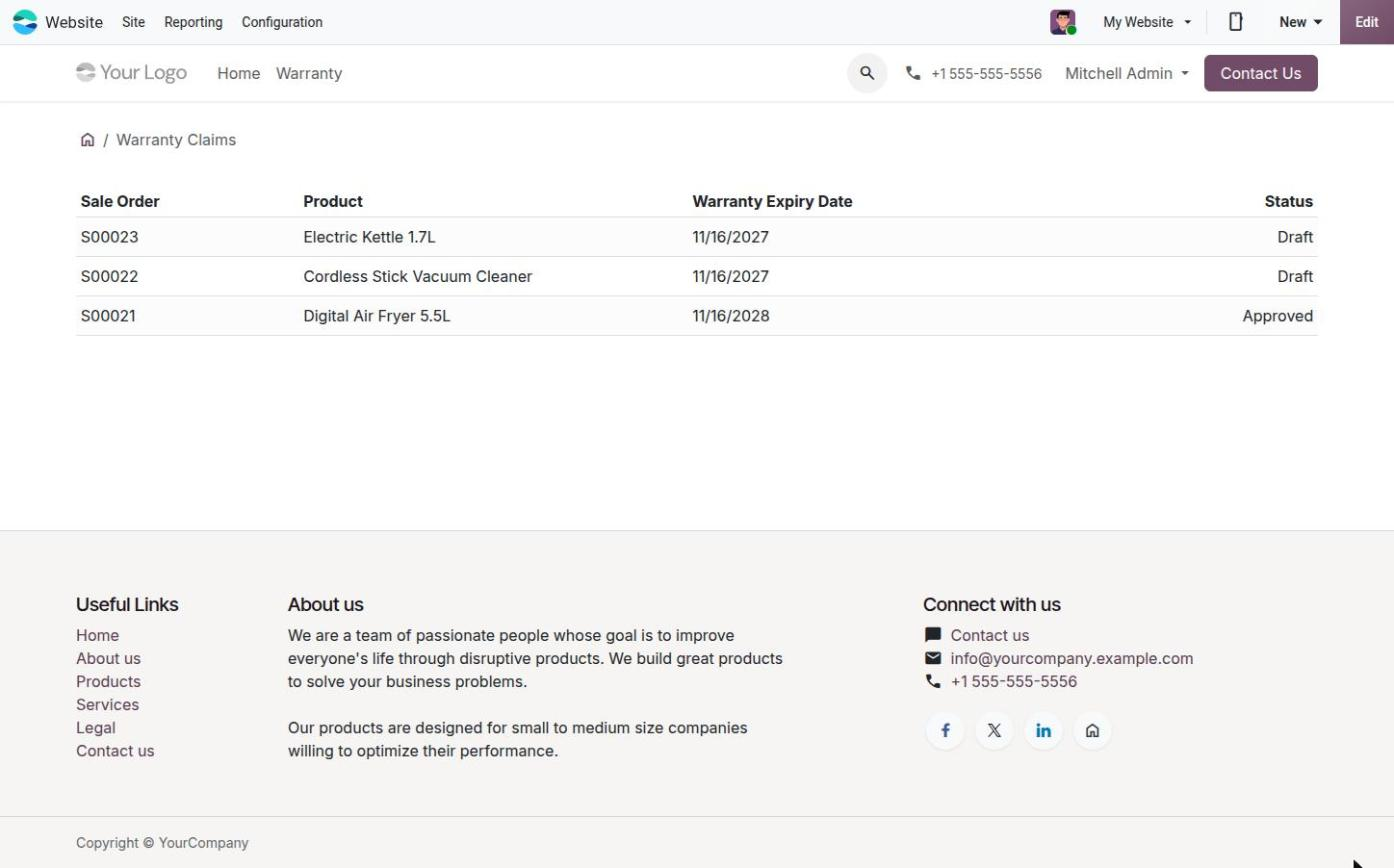 Website Site Reporting Configuration My Website New Edit
Your Logo Home Warranty +1 555-555-5556 Mitchell Admin Contact Us
/ Warranty Claims
Sale Order Product Warranty Expiry Date Status
S00023 Electric Kettle 1.7L 11/16/2027 Draft
S00022 Cordless Stick Vacuum Cleaner 11/16/2027 Draft
S00021 Digital Air Fryer 5.5L 11/16/2028 Approved
Useful Links
Home
About us
Products
Services
Legal
Contact us
About us
We are a team of passionate people whose goal is to improve
everyone's life through disruptive products. We build great products
to solve your business problems.
Our products are designed for small to medium size companies
willing to optimize their performance.
Connect with us
Contact us
info@yourcompany.example.com
+1 555-555-5556
Copyright © YourCompany